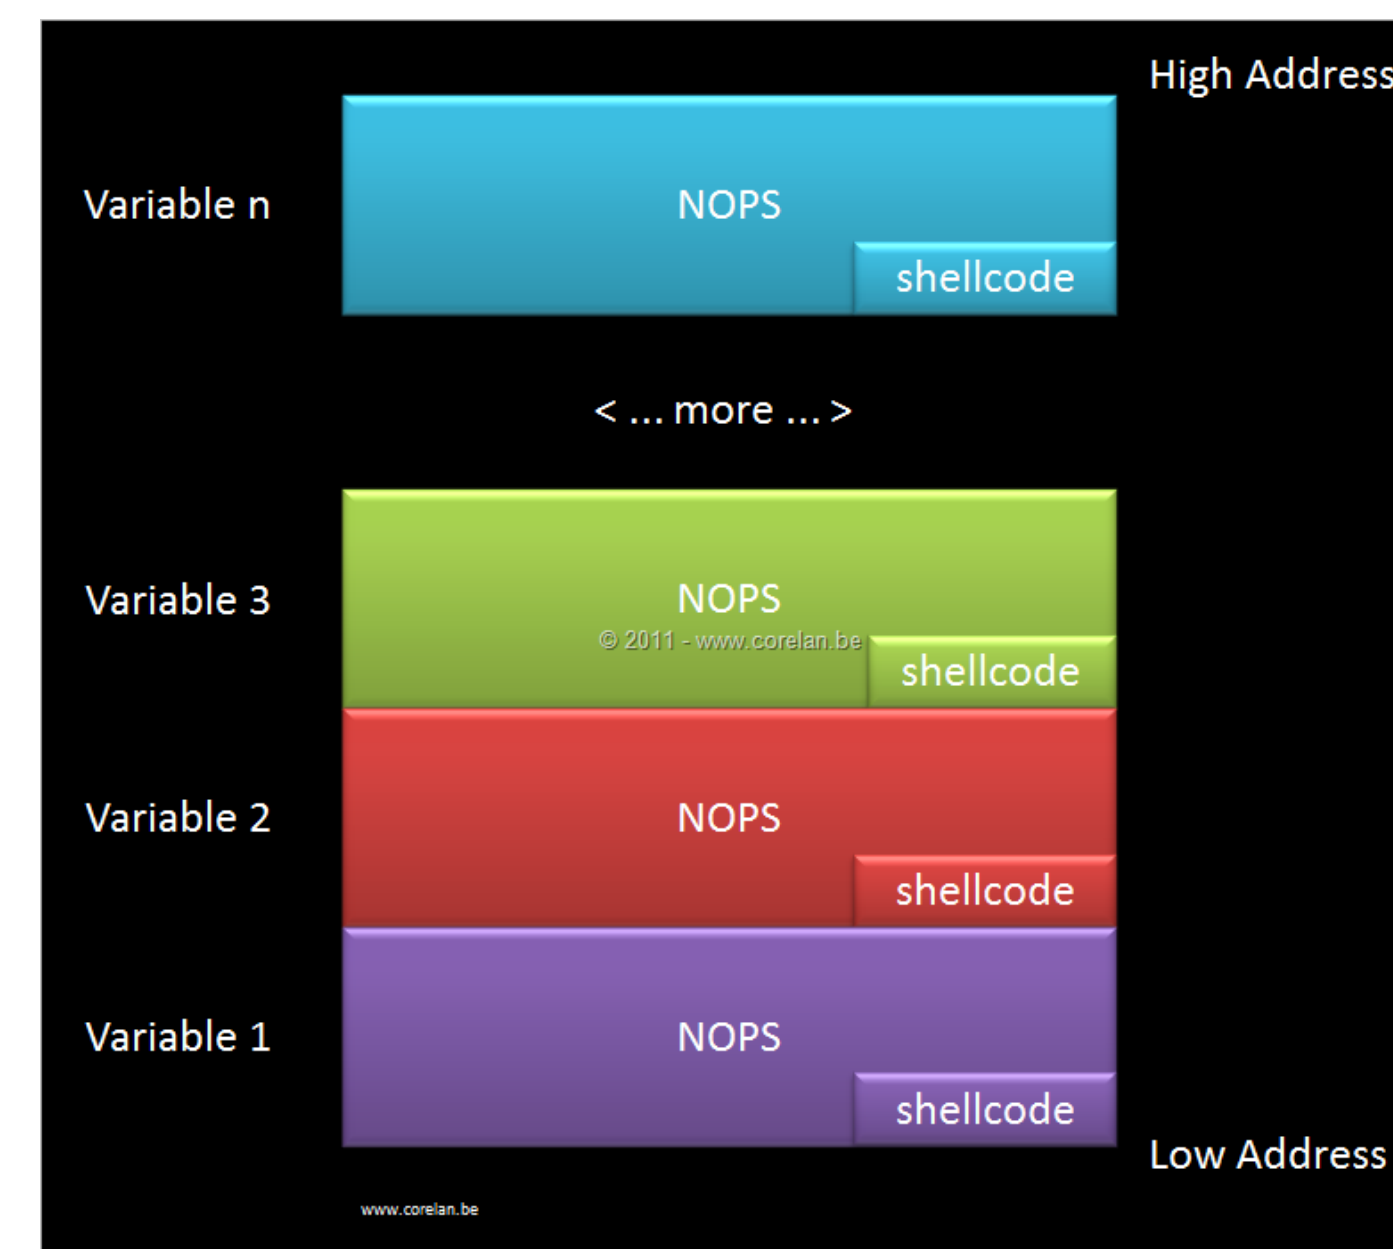 High Address
Variable n
NOPS
shellcode
< ... more ... >
Variable 3
NOPS
© 2011 - www.corelan.be
shellcode
Variable 2
NOPS
shellcode
Variable 1
NOPS
shellcode
Low Address
www.corelan.be